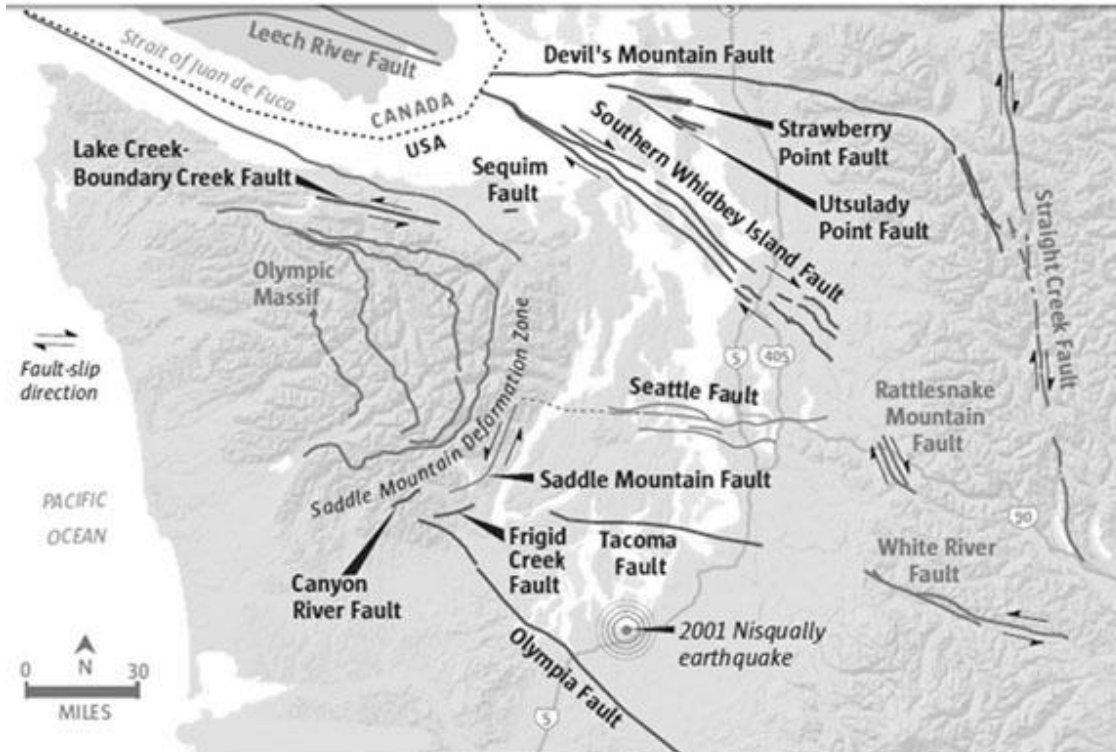 Leech River Fault
Strait of Juan de Fuca
CANADA
USA
Devil's Mountain Fault
Strawberry
Point Fault
Utsulady
Point Fault
Southern Whidbey Island Fault
Straight Creek Fault
Lake Creek-
Boundary Creek Fault
Sequim
Fault
Olympic
Massif
Fault-slip
direction
Saddle Mountain Deformation Zone
5
5
405
Seattle Fault
Rattlesnake
Mountain
Fault
Saddle Mountain Fault
PACIFIC
OCEAN
90
Frigid
Creek
Fault
Tacoma
Fault
White River
Fault
Canyon
River Fault
Olympia Fault
2001 Nisqually
earthquake
N
0 30
MILES
5